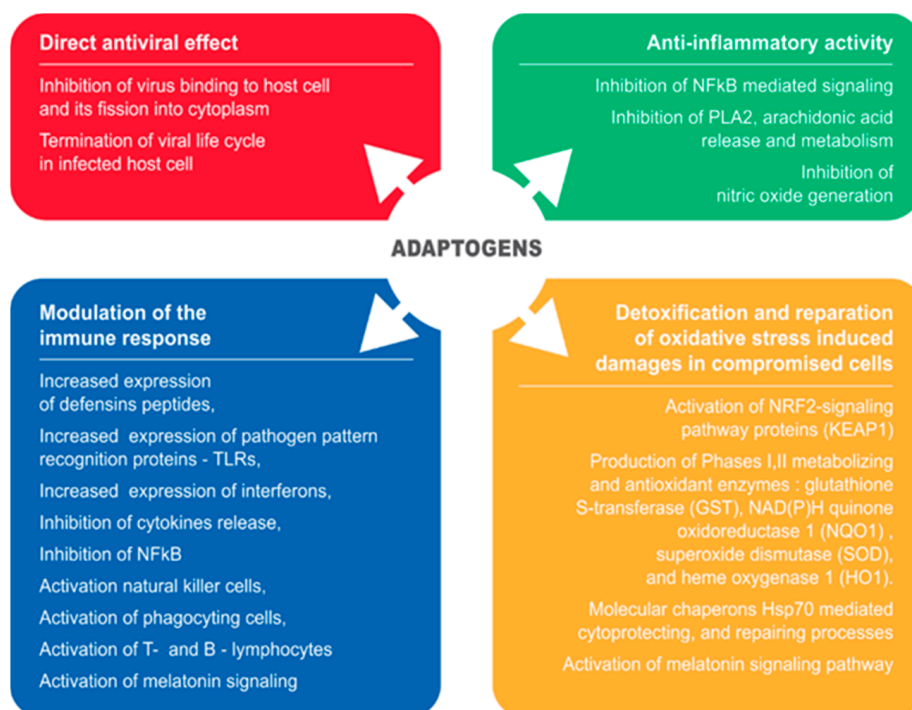 Direct antiviral effect
Inhibition of virus binding to host cell
and its fission into cytoplasm
Termination of viral life cycle
in infected host cell
Anti-inflammatory activity
Inhibition of NFkB mediated signaling
Inhibition of PLA2, arachidonic acid
release and metabolism
Inhibition of
nitric oxide generation
ADAPTOGENS
Modulation of the
immune response
Increased expression
of defensins peptides,
Increased expression of pathogen pattern
recognition proteins - TLRs,
Increased expression of interferons,
Inhibition of cytokines release,
Inhibition of NFkB
Activation natural killer cells,
Activation of phagocyting cells,
Activation of T- and B - lymphocytes
Activation of melatonin signaling
Detoxification and reparation
of oxidative stress induced
damages in compromised cells
Activation of NRF2-signaling
pathway proteins (KEAP1)
Production of Phases I,II metabolizing
and antioxidant enzymes : glutathione
S-transferase (GST), NAD(P)H quinone
oxidoreductase 1 (NQO1) ,
superoxide dismutase (SOD),
and heme oxygenase 1 (HO1).
Molecular chaperons Hsp70 mediated
cytoprotecting, and repairing processes
Activation of melatonin signaling pathway